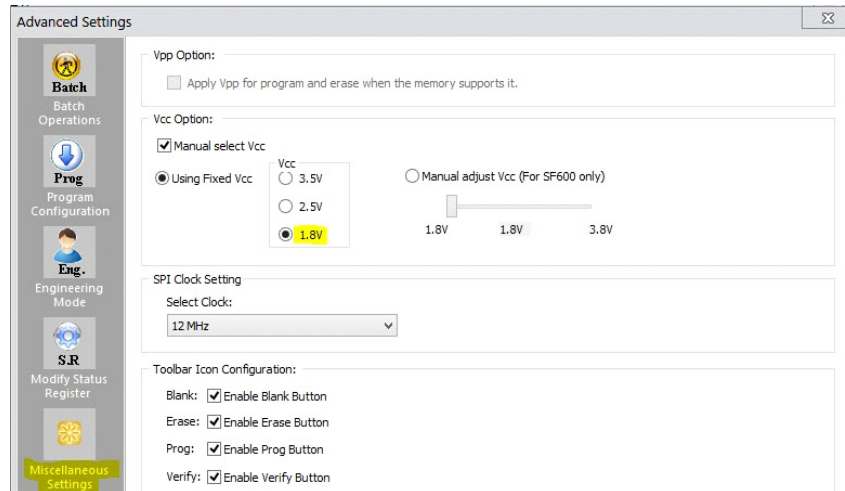 Advanced Settings
Batch
Batch
Operations
Prog
Program
Configuration
Eng.
Engineering
Mode
S.R
Modify Status
Register
Miscellaneous
Settings
Vpp Option:
Apply Vpp for program and erase when the memory supports it.
Vcc Option:
Manual select Vcc
Using Fixed Vcc
Vcc
3.5V
2.5V
1.8V
Manual adjust Vcc (For SF600 only)
1.8V 1.8V 3.8V
SPI Clock Setting
Select Clock:
12 MHz
Toolbar Icon Configuration:
Blank: Enable Blank Button
Erase: Enable Erase Button
Prog: Enable Prog Button
Verify: Enable Verify Button